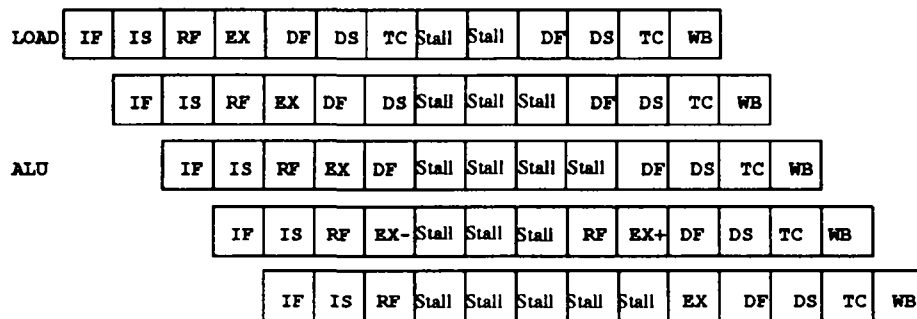 LOAD IF IS RF EX DF DS TC Stall Stall DF DS TC WB
IF IS RF EX DF DS Stall Stall Stall DF DS TC WB
ALU IF IS RF EX DF Stall Stall Stall Stall DF DS TC WB
IF IS RF EX- Stall Stall Stall RF EX+ DF DS TC WB
IF IS RF Stall Stall Stall Stall Stall EX DF DS TC WB